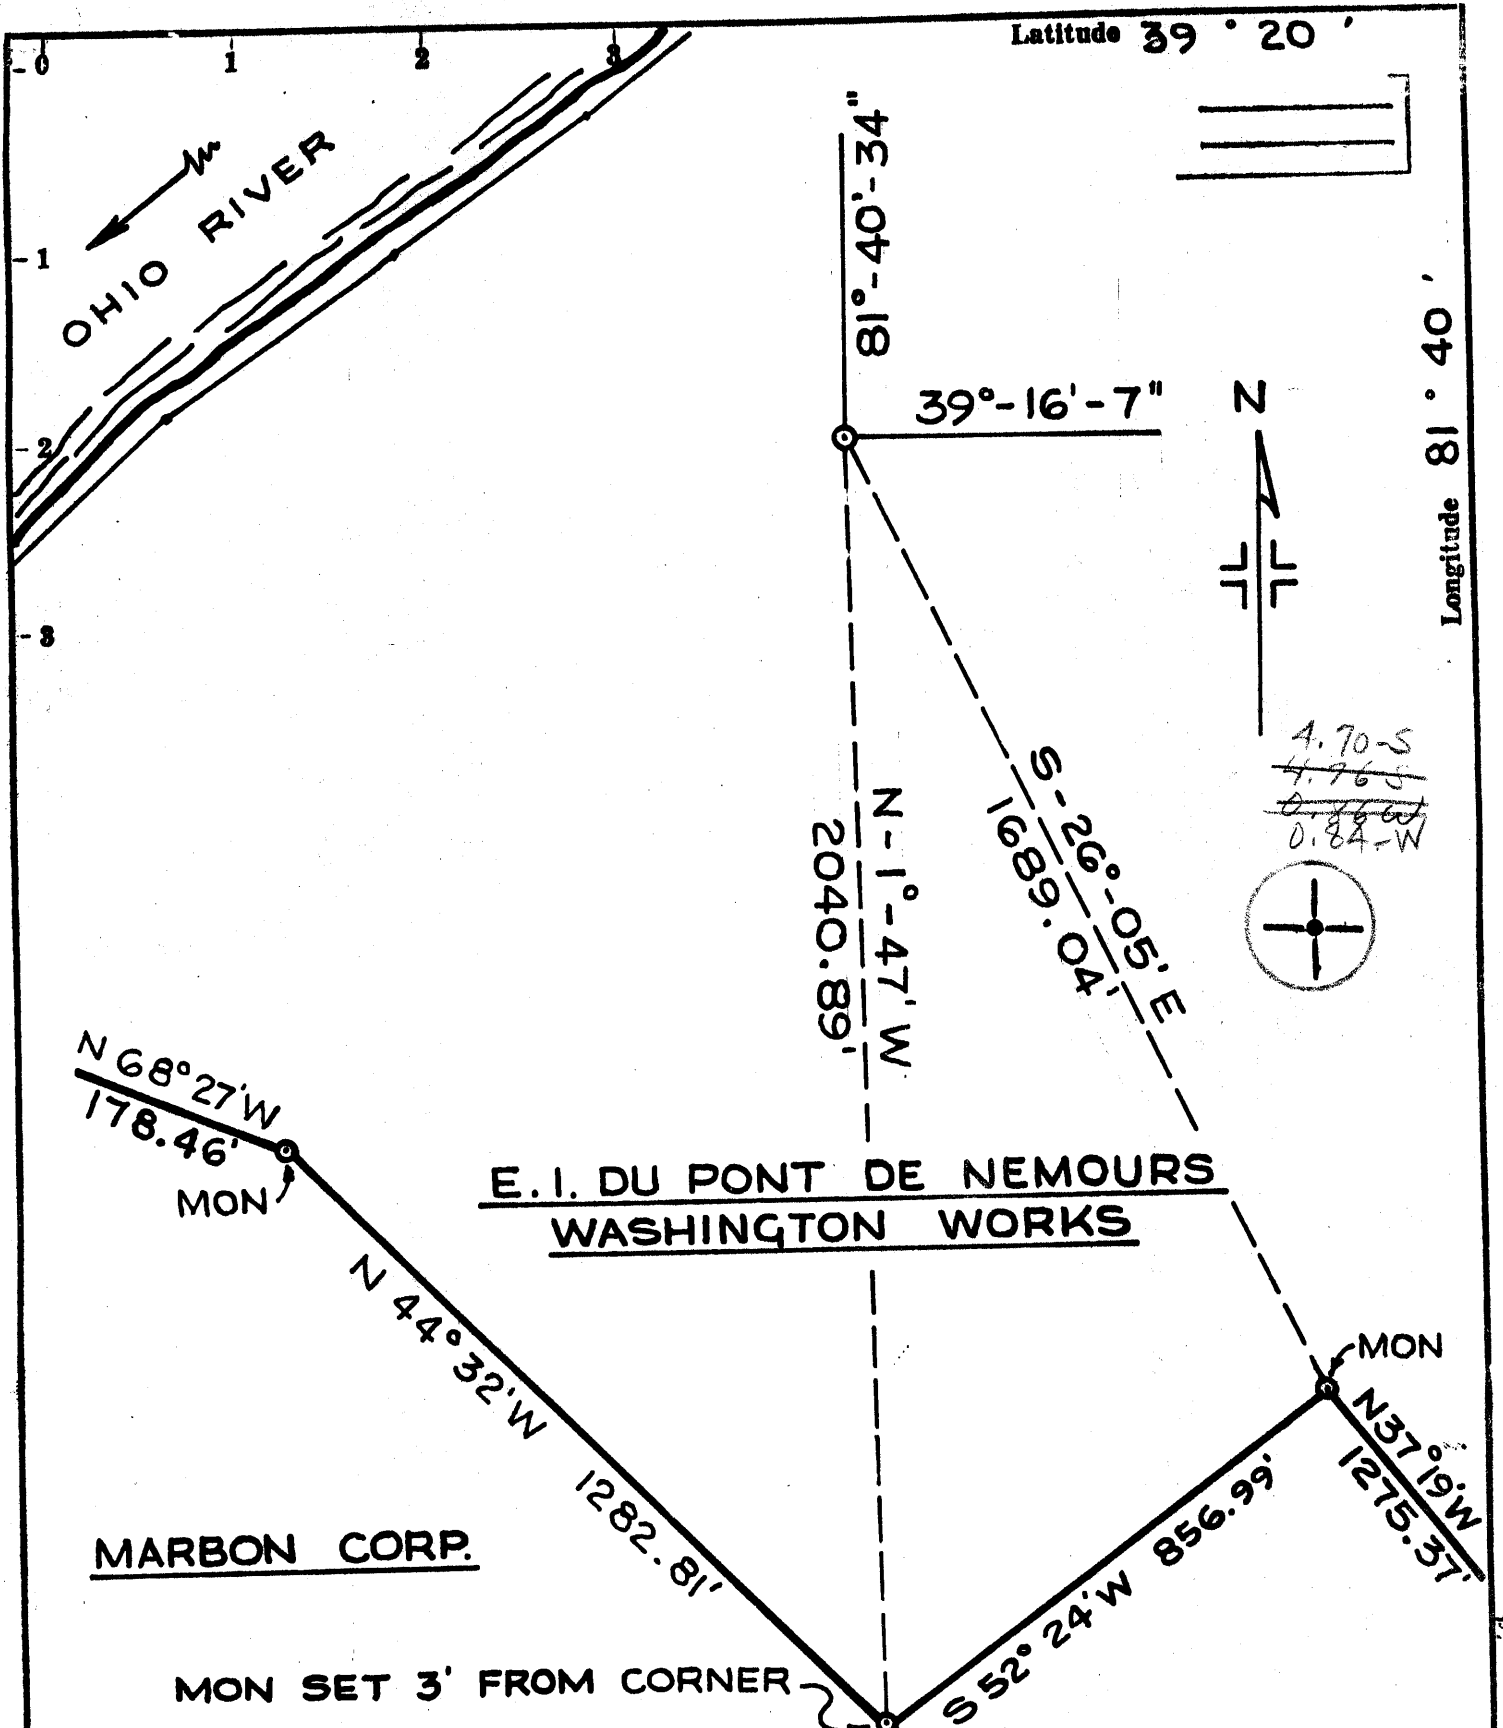 Latitude 39 ° 20 '
- 0 1 2 3
OHIO RIVER
- 1
- 2
- 3
81°-40'-34"
39°-16'-7"
N
Longitude 81 ° 40 '
4.70-S
4.76 S
0.86 W
0.84-W
S-26°-05' E
1689.04'
N-1°-47' W
2040.89'
N 68°27' W
178.46'
MON
E. I. DU PONT DE NEMOURS
WASHINGTON WORKS
N 44° 32' W 1282.81'
MON
N37°19' W
1275.37'
MARBON CORP.
S 52° 24' W 856.99'
MON SET 3' FROM CORNER